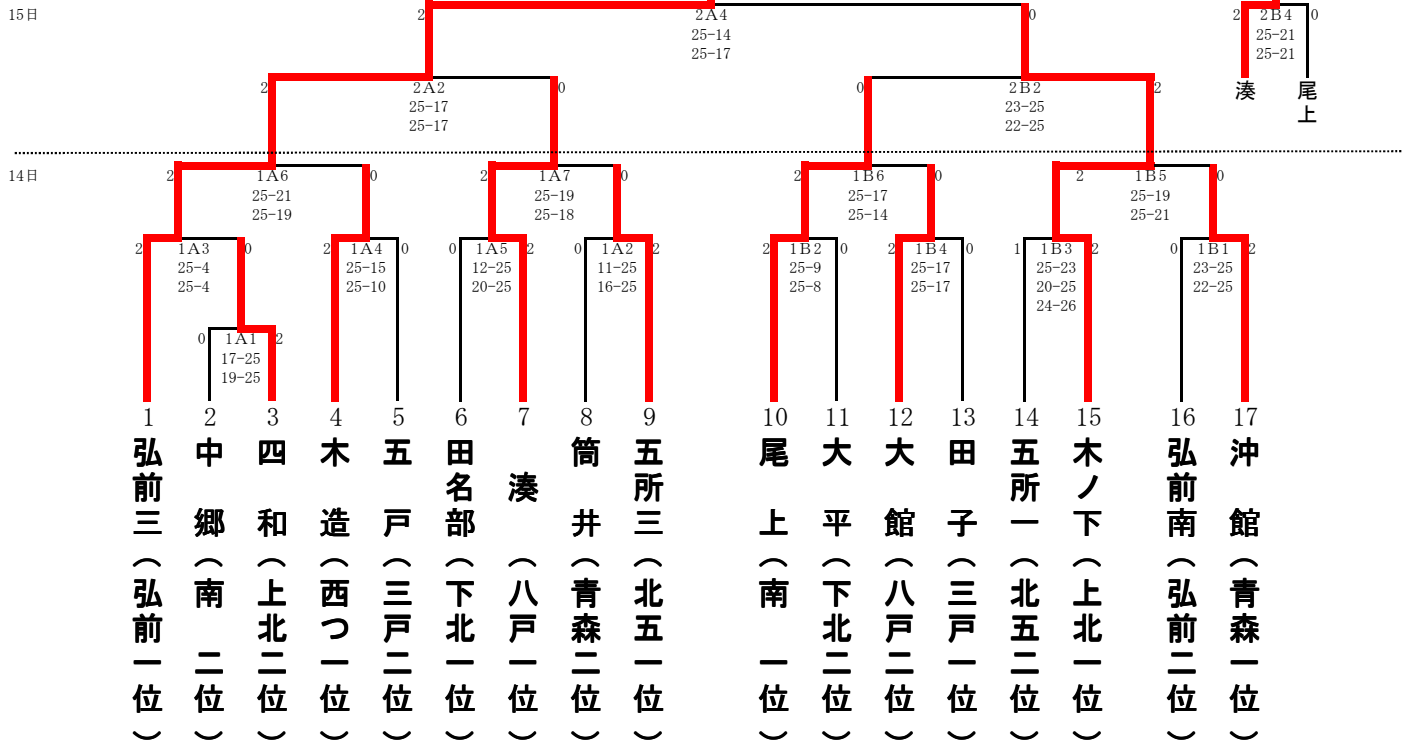 15日
2 2A4 0
25-14
25-17
2 2B4 0
25-21
25-21
湊
尾上
2 2A2 0
25-17
25-17
0 2B2 2
23-25
22-25
14日
2 1A6 0
25-21
25-19
2 1A7 0
25-19
25-18
2 1B6 0
25-17
25-14
2 1B5 0
25-19
25-21
2 1A3 0
25-4
25-4
2 1A4 0
25-15
25-10
0 1A5 2
12-25
20-25
0 1A2 2
11-25
16-25
2 1B2 0
25-9
25-8
2 1B4 0
25-17
25-17
1 1B3 2
25-23
20-25
24-26
0 1B1 2
23-25
22-25
0 1A1 2
17-25
19-25
1 弘前三(弘前一位)
2 中郷(南二位)
3 四和(上北二位)
4 木造(西つ一位)
5 五戸(三戸二位)
6 田名部(下北一位)
7 湊(八戸一位)
8 筒井(青森二位)
9 五所三(北五一位)
10 尾上(南一位)
11 大平(下北二位)
12 大館(八戸二位)
13 田子(三戸一位)
14 五所一(北五二位)
15 木ノ下(上北一位)
16 弘前南(弘前二位)
17 沖館(青森一位)